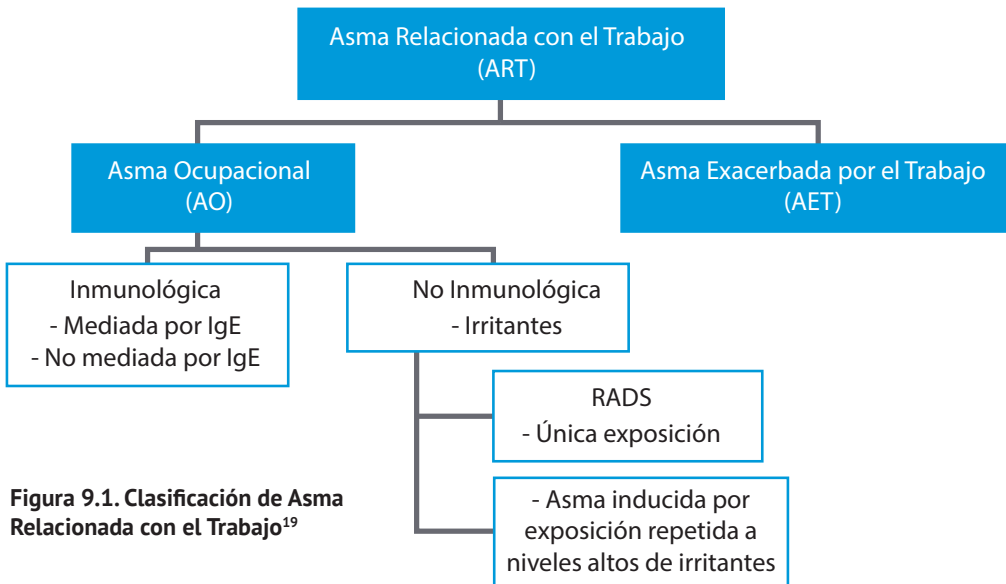 Asma Relacionada con el Trabajo
(ART)
Asma Ocupacional
(AO)
Asma Exacerbada por el Trabajo
(AET)
Inmunológica
- Mediada por IgE
- No mediada por IgE
No Inmunológica
- Irritantes
RADS
- Única exposición
- Asma inducida por
exposición repetida a
niveles altos de irritantes
Figura 9.1. Clasificación de Asma
Relacionada con el Trabajo¹⁹